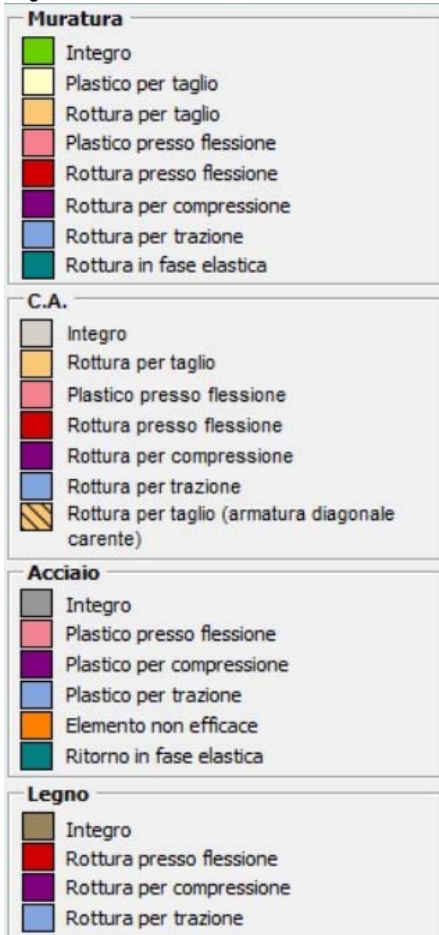 Muratura
Integro
Plastico per taglio
Rottura per taglio
Plastico presso flessione
Rottura presso flessione
Rottura per compressione
Rottura per trazione
Rottura in fase elastica
C.A.
Integro
Rottura per taglio
Plastico presso flessione
Rottura presso flessione
Rottura per compressione
Rottura per trazione
Rottura per taglio (armatura diagonale
carente)
Acciaio
Integro
Plastico presso flessione
Plastico per compressione
Plastico per trazione
Elemento non efficace
Ritorno in fase elastica
Legno
Integro
Rottura presso flessione
Rottura per compressione
Rottura per trazione